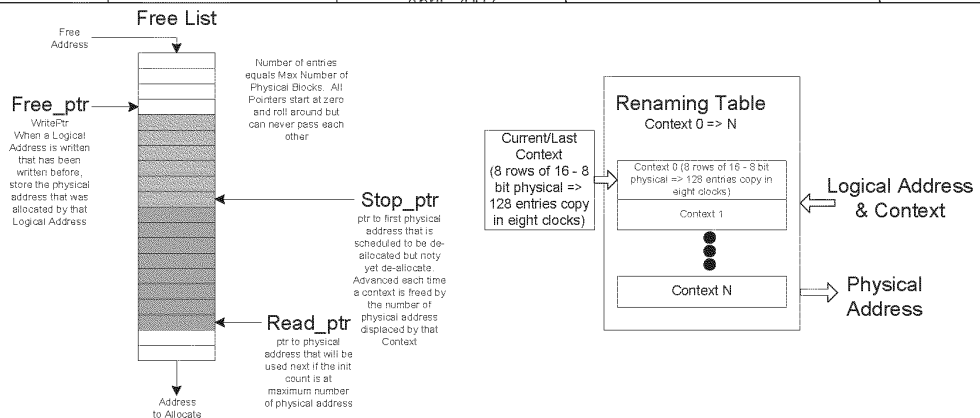 Free List
Free
Address
Number of entries
equals Max Number of
Physical Blocks. All
Pointers start at zero
and roll around but
can never pass each
other
Free_ptr
WritePtr
When a Logical
Address is written
that has been
written before,
store the physical
address that was
allocated by that
Logical Address
Stop_ptr
ptr to first physical
address that is
scheduled to be de-
allocated but noty
yet de-allocate.
Advanced each time
a context is freed by
the number of
physical address
displaced by that
Context
Read_ptr
ptr to physical
address that will be
used next if the init
count is at
maximum number
of physical address
Address
to Allocate
Current/Last
Context
(8 rows of 16 - 8
bit physical =>
128 entries copy
in eight clocks)
Renaming Table
Context 0 => N
Context 0 (8 rows of 16 - 8 bit
physical => 128 entries copy in
eight clocks)
Context 1
Context N
Logical Address
& Context
Physical
Address